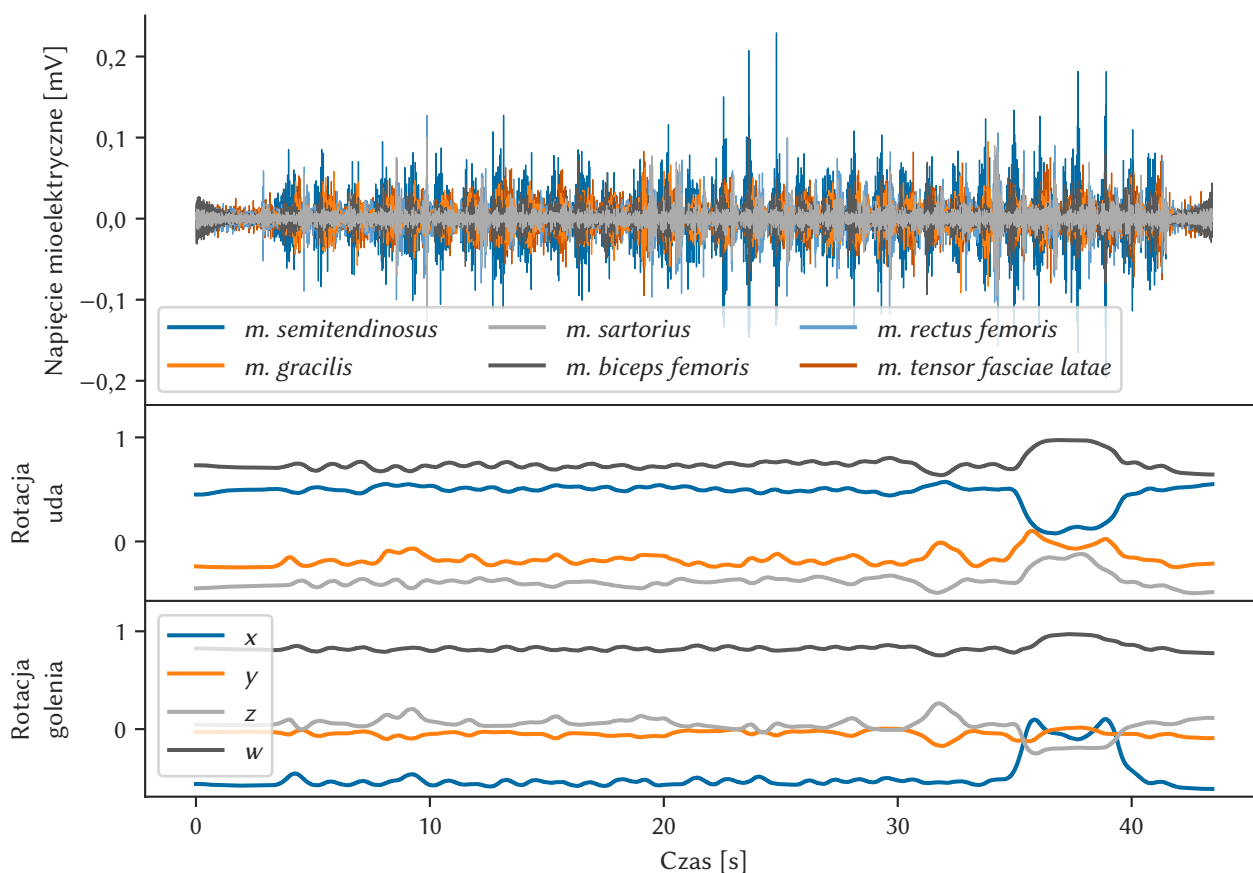 Napięcie mioelektryczne [mV]
0,2
0,1
0,0
−0,1
−0,2
m. semitendinosus
m. sartorius
m. rectus femoris
m. gracilis
m. biceps femoris
m. tensor fasciae latae
Rotacja
uda
1
0
Rotacja
golenia
1
0
x
y
z
w
0
10
20
30
40
Czas [s]